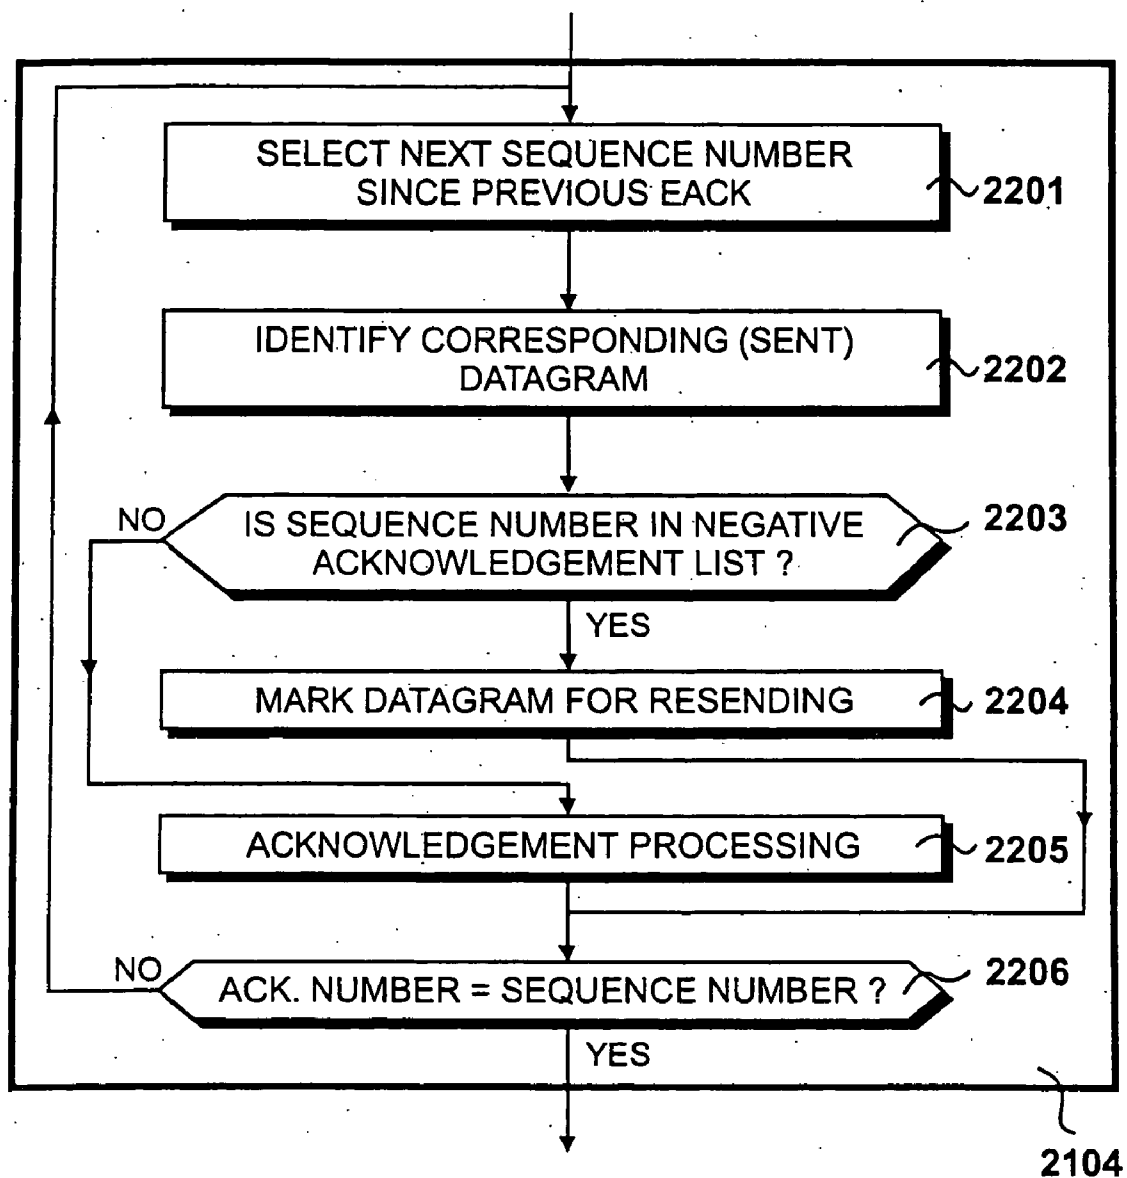 SELECT NEXT SEQUENCE NUMBER
SINCE PREVIOUS EACK
2201
IDENTIFY CORRESPONDING (SENT)
DATAGRAM
2202
NO
IS SEQUENCE NUMBER IN NEGATIVE
ACKNOWLEDGEMENT LIST ?
2203
YES
MARK DATAGRAM FOR RESENDING
2204
ACKNOWLEDGEMENT PROCESSING
2205
NO
ACK. NUMBER = SEQUENCE NUMBER ?
2206
YES
2104